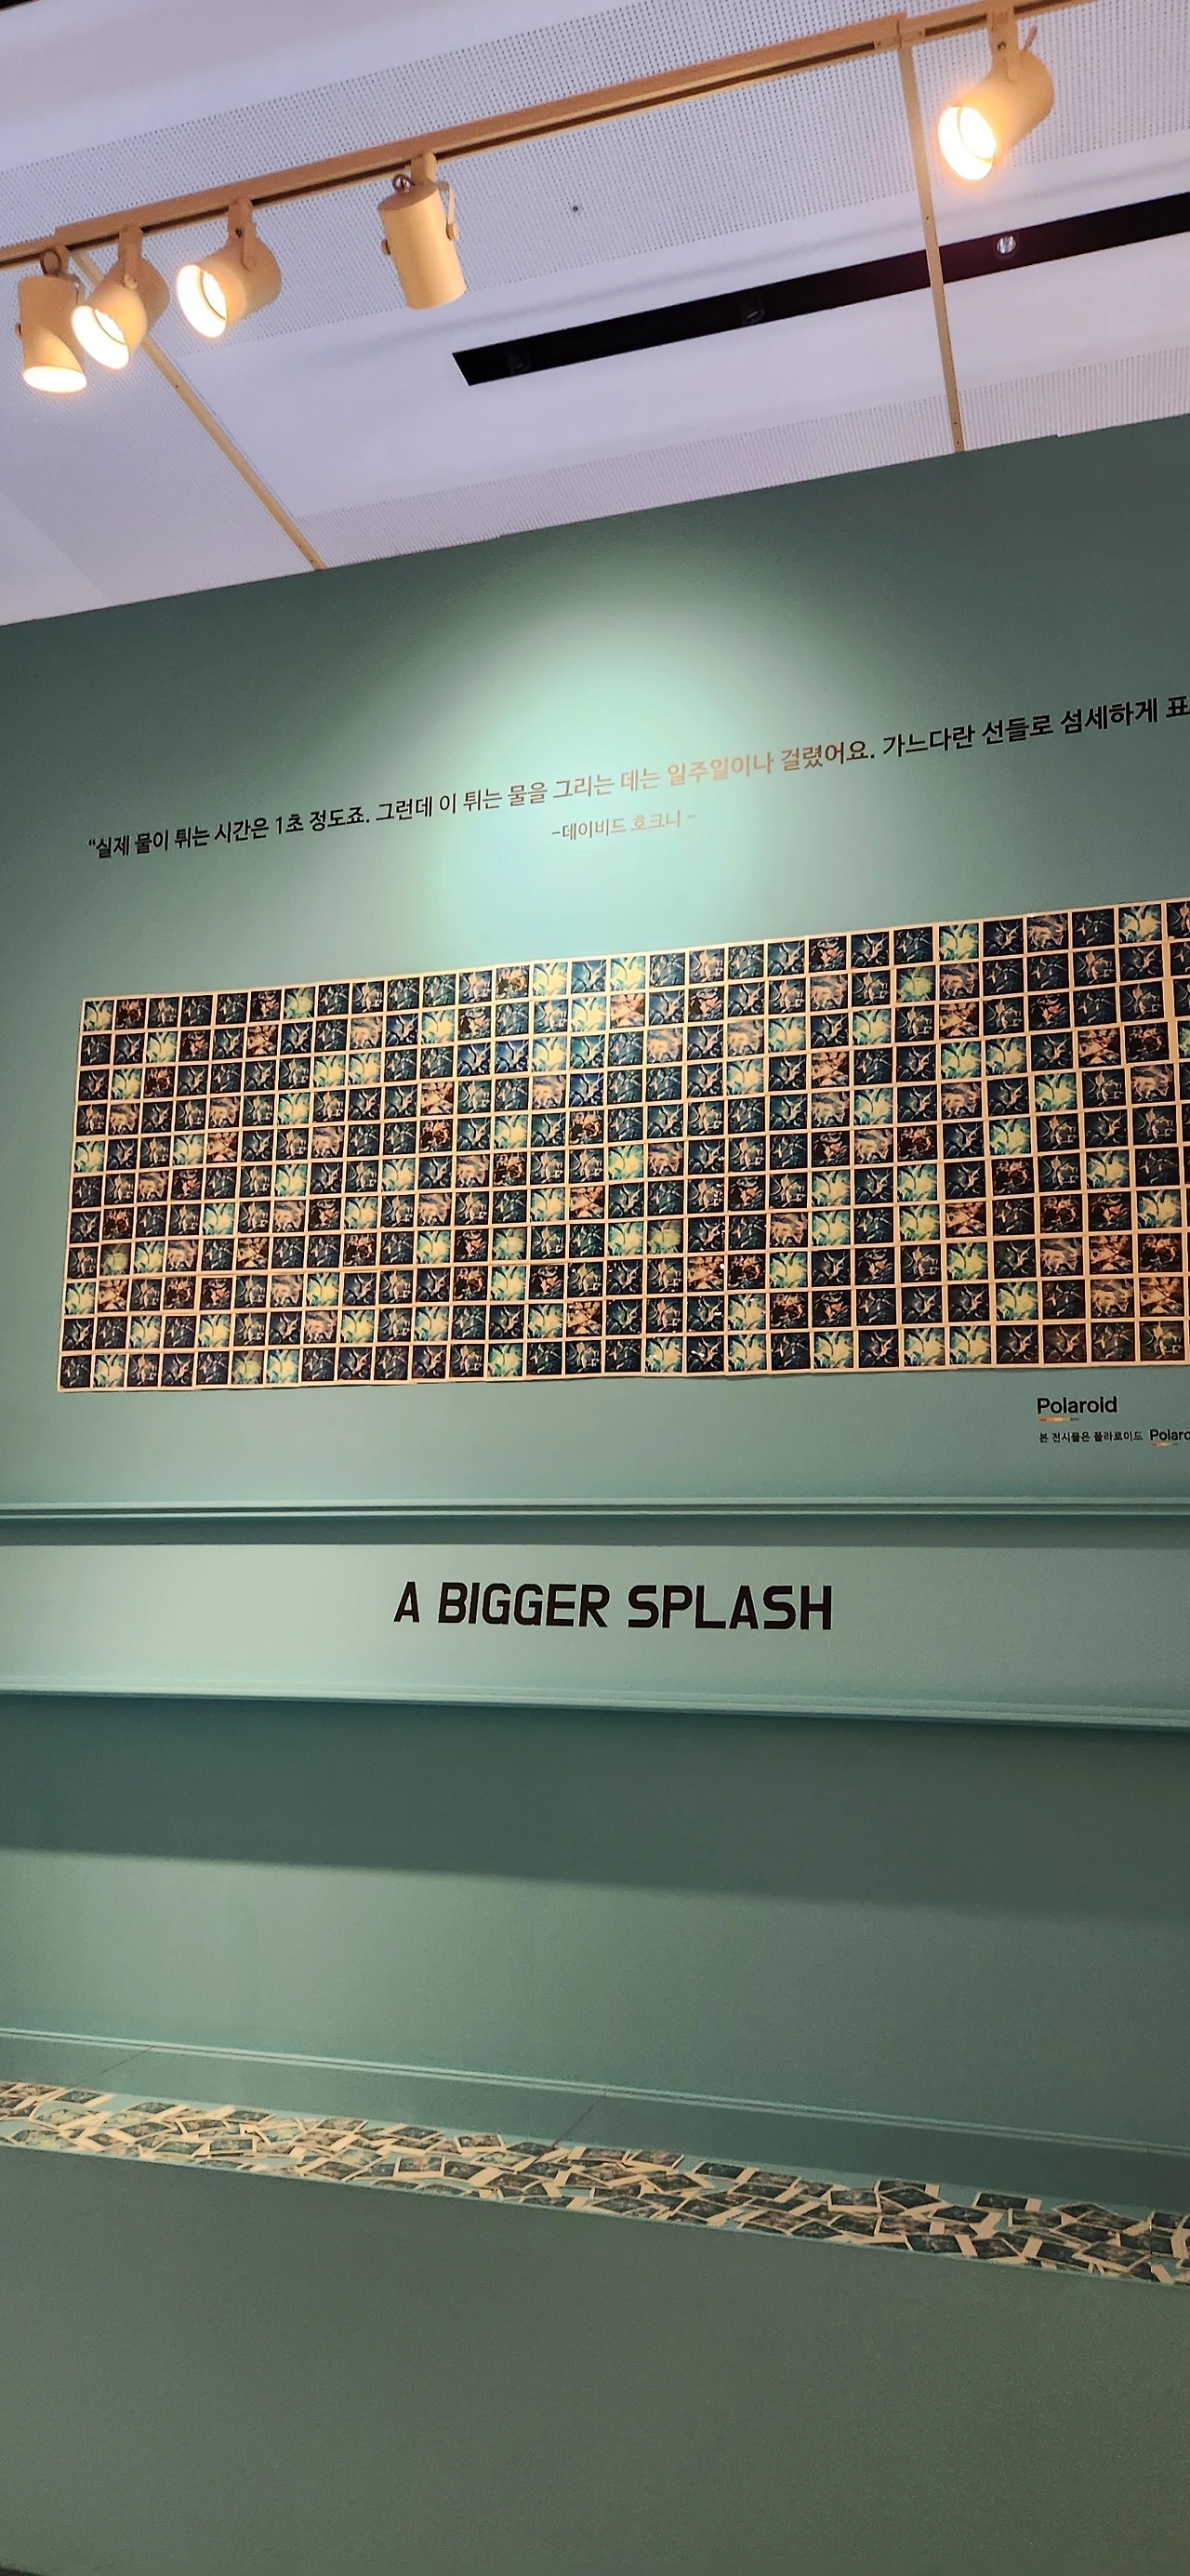 “실제 물이 튀는 시간은 1초 정도죠. 그런데 이 튀는 물을 그리는 데는 일주일이나 걸렸어요. 가느다란 선들로 섬세하게 표
-데이비드 호크니 -
Polaroid
본 전시물은 폴라로이드 Polaro
A BIGGER SPLASH